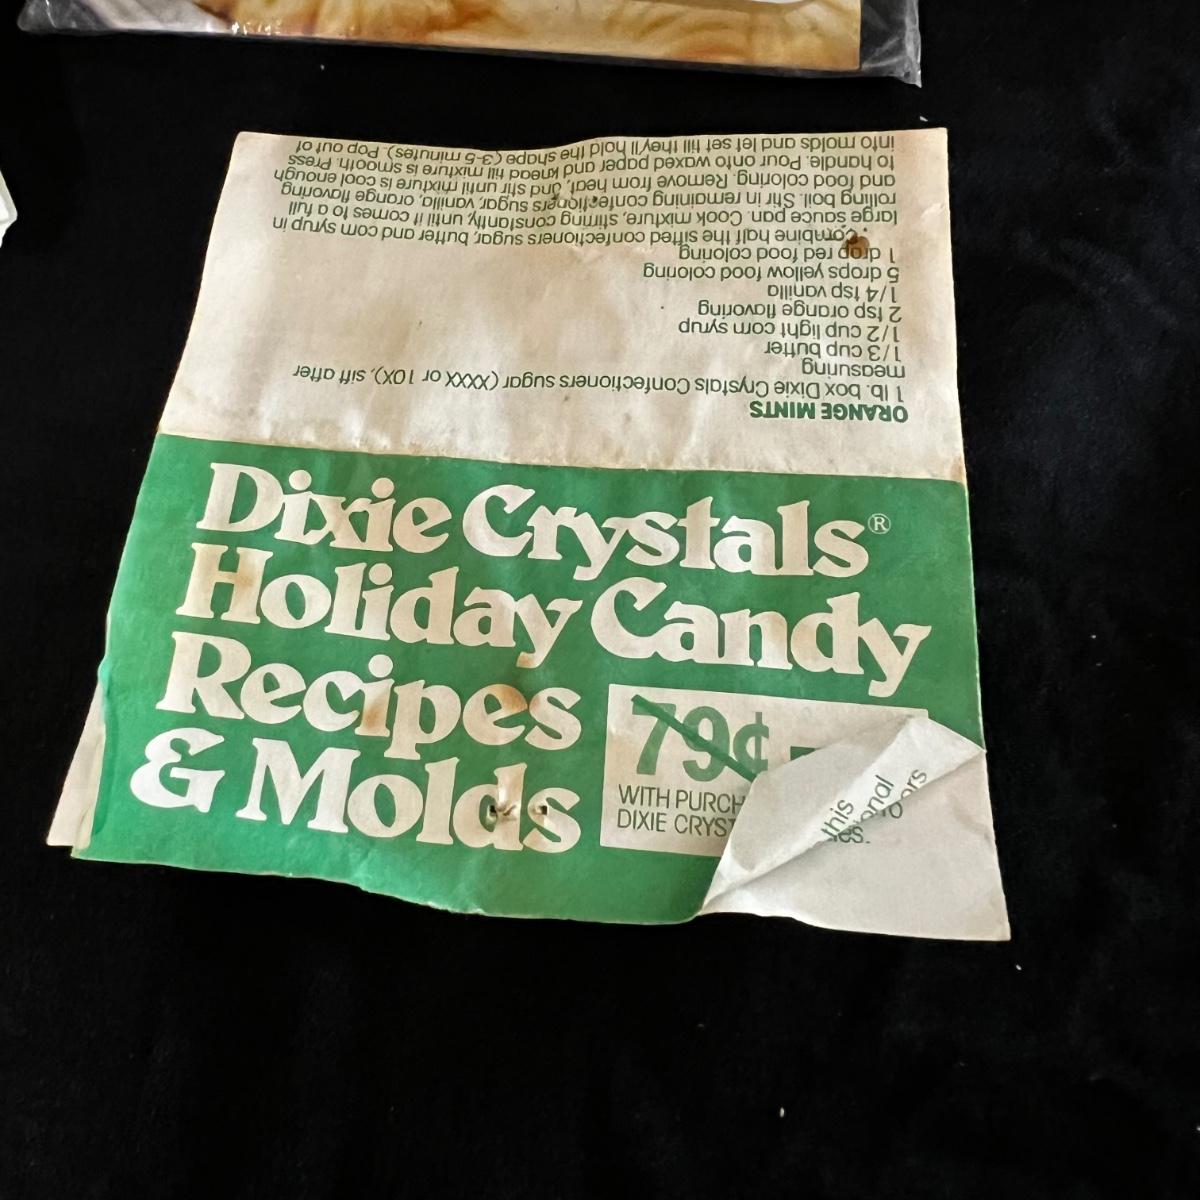 Dixie Crystals®
Holiday Candy
Recipes
& Molds
79¢
WITH PURCH
DIXIE CRYST
this
ional
ors
ies.
ORANGE MINTS
1 lb. box Dixie Crystals Confectioners sugar (XXXX or 10X), sift after
measuring
1/3 cup butter
1/2 cup light corn syrup
2 tsp orange flavoring
1/4 tsp vanilla
5 drops yellow food coloring
1 drop red food coloring
Combine half the sifted confectioners sugar, butter and corn syrup in
large sauce pan. Cook mixture, stirring constantly, until it comes to a full
rolling boil. Stir in remaining confectioners sugar, vanilla, orange flavoring
and food coloring. Remove from heat, and stir until mixture is cool enough
to handle. Pour onto waxed paper and knead till mixture is smooth. Press
into molds and let set till they'll hold the shape (3-5 minutes). Pop out of